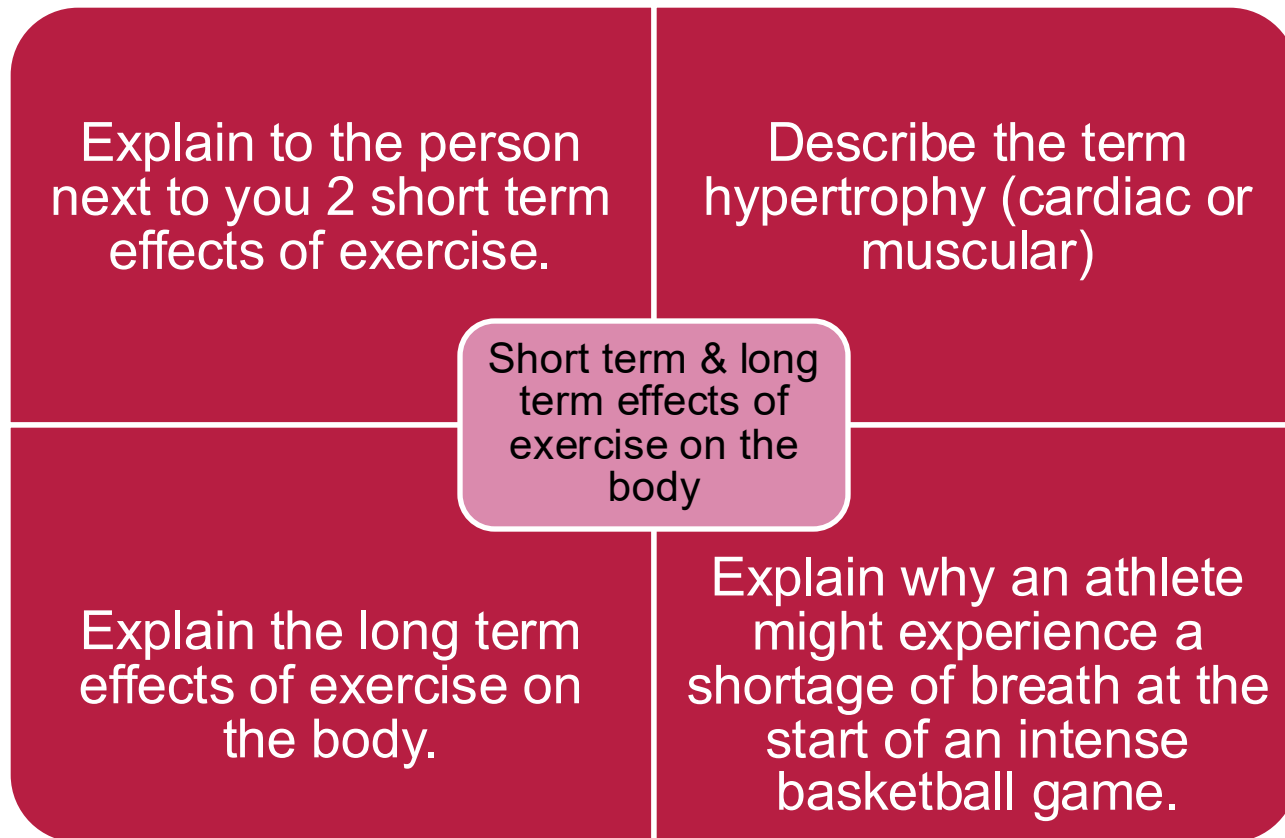 Explain to the person
next to you 2 short term
effects of exercise.
Describe the term
hypertrophy (cardiac or
muscular)
Short term & long
term effects of
exercise on the
body
Explain the long term
effects of exercise on
the body.
Explain why an athlete
might experience a
shortage of breath at the
start of an intense
basketball game.